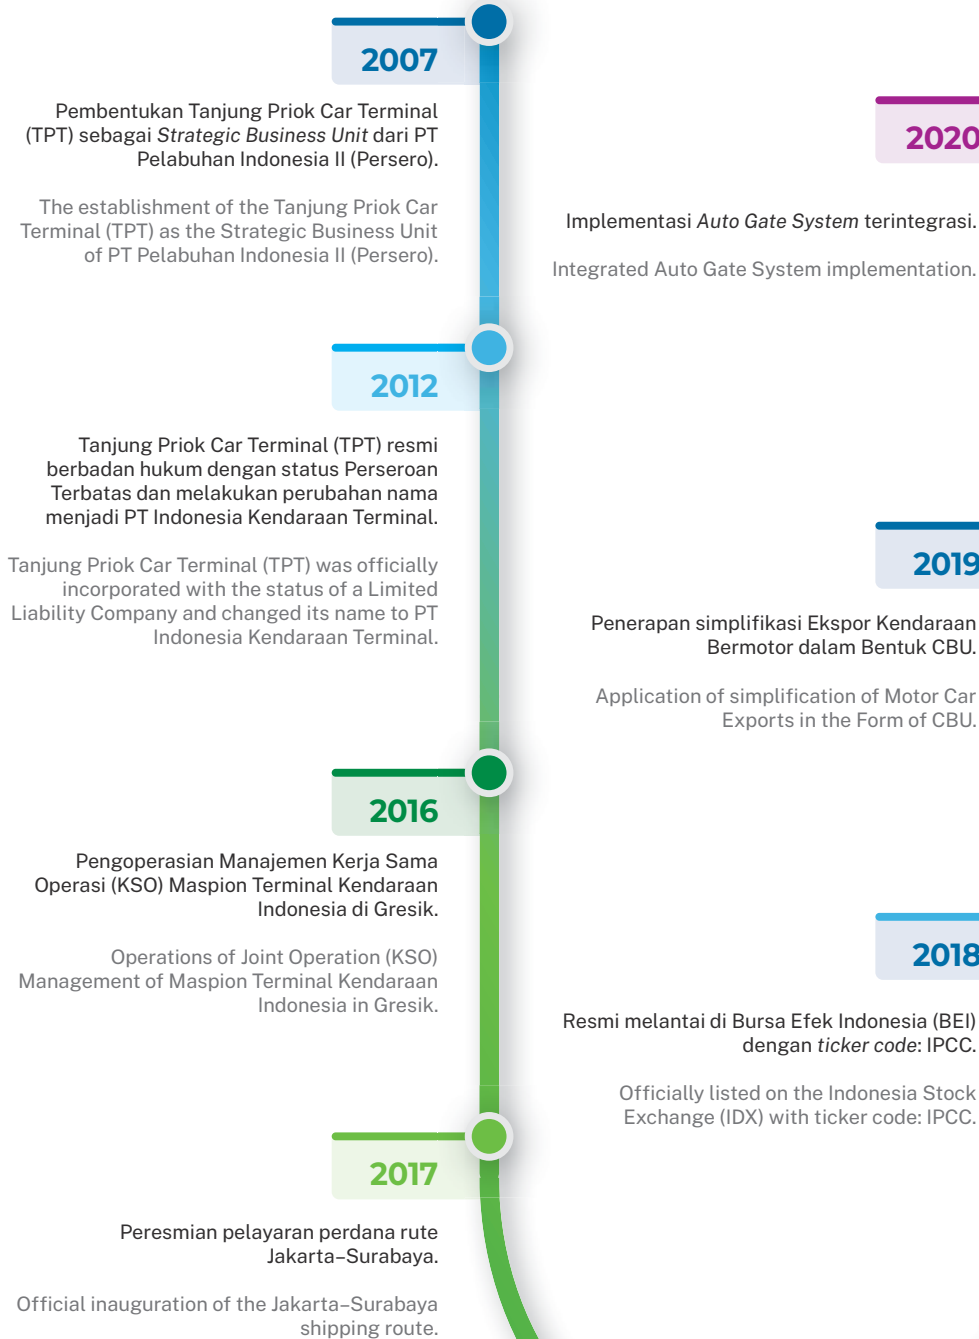 2007
Pembentukan Tanjung Priok Car Terminal
(TPT) sebagai Strategic Business Unit dari PT
Pelabuhan Indonesia II (Persero).
The establishment of the Tanjung Priok Car
Terminal (TPT) as the Strategic Business Unit
of PT Pelabuhan Indonesia II (Persero).
2012
Tanjung Priok Car Terminal (TPT) resmi
berbadan hukum dengan status Perseroan
Terbatas dan melakukan perubahan nama
menjadi PT Indonesia Kendaraan Terminal.
Tanjung Priok Car Terminal (TPT) was officially
incorporated with the status of a Limited
Liability Company and changed its name to PT
Indonesia Kendaraan Terminal.
2016
Pengoperasian Manajemen Kerja Sama
Operasi (KSO) Maspion Terminal Kendaraan
Indonesia di Gresik.
Operations of Joint Operation (KSO)
Management of Maspion Terminal Kendaraan
Indonesia in Gresik.
2017
Peresmian pelayaran perdana rute
Jakarta–Surabaya.
Official inauguration of the Jakarta–Surabaya
shipping route.
2020
Implementasi Auto Gate System terintegrasi.
Integrated Auto Gate System implementation.
2019
Penerapan simplifikasi Ekspor Kendaraan
Bermotor dalam Bentuk CBU.
Application of simplification of Motor Car
Exports in the Form of CBU.
2018
Resmi melantai di Bursa Efek Indonesia (BEI)
dengan ticker code: IPCC.
Officially listed on the Indonesia Stock
Exchange (IDX) with ticker code: IPCC.